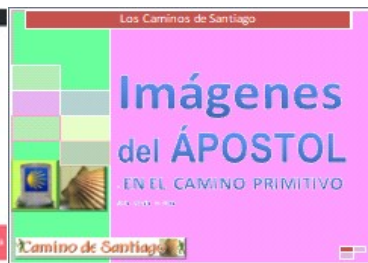 Los Caminos de Santiago
Imágenes
del ÁPOSTOL
EN EL CAMINO PRIMITIVO
Camino de Santiago